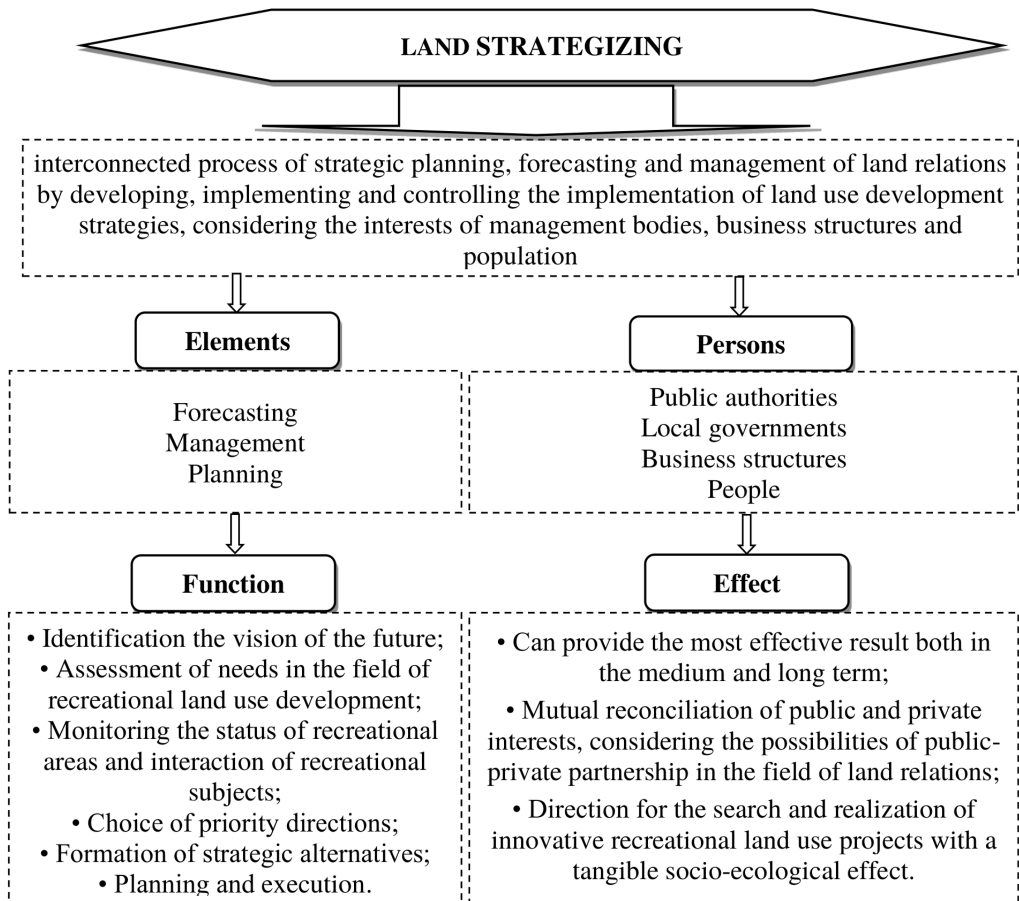 LAND STRATEGIZING
interconnected process of strategic planning, forecasting and management of land relations
by developing, implementing and controlling the implementation of land use development
strategies, considering the interests of management bodies, business structures and
population
Elements
Forecasting
Management
Planning
Function
• Identification the vision of the future;
• Assessment of needs in the field of
recreational land use development;
• Monitoring the status of recreational
areas and interaction of recreational
subjects;
• Choice of priority directions;
• Formation of strategic alternatives;
• Planning and execution.
Persons
Public authorities
Local governments
Business structures
People
Effect
• Can provide the most effective result both in
the medium and long term;
• Mutual reconciliation of public and private
interests, considering the possibilities of public-
private partnership in the field of land relations;
• Direction for the search and realization of
innovative recreational land use projects with a
tangible socio-ecological effect.